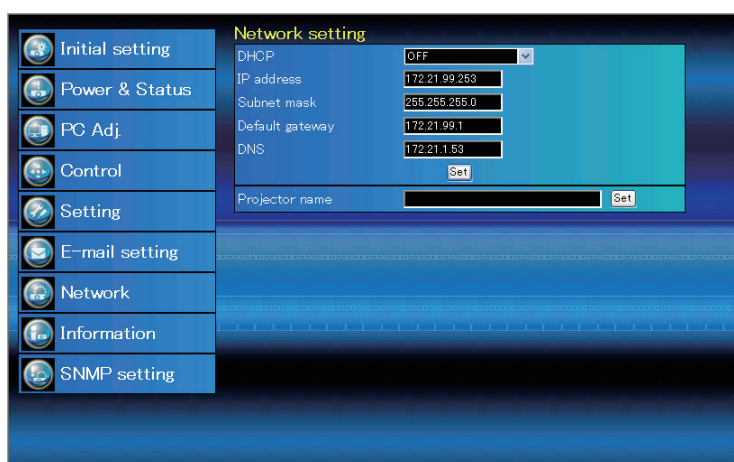 Initial setting
Power & Status
PC Adj.
Control
Setting
E-mail setting
Network
Information
SNMP setting
Network setting
DHCP OFF
IP address 172.21.99.253
Subnet mask 255.255.255.0
Default gateway 172.21.99.1
DNS 172.21.1.53
Set
Projector name Set